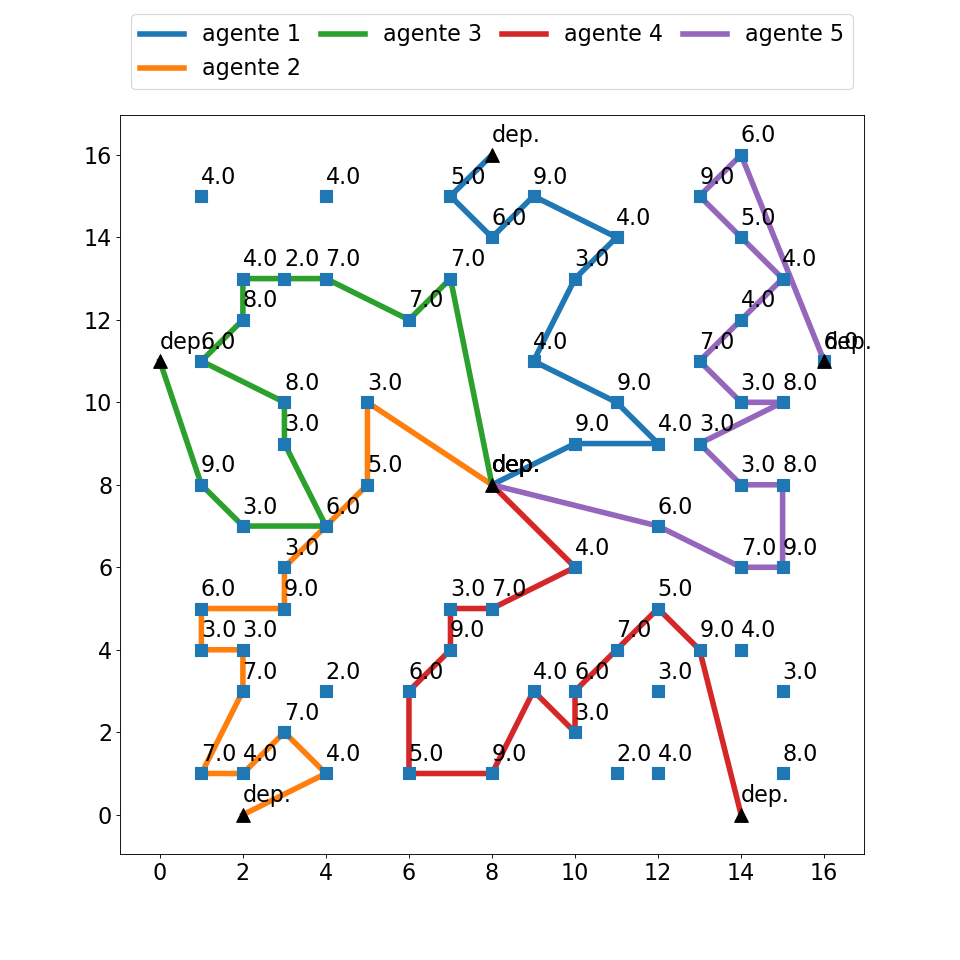 agente 1 agente 3 agente 4 agente 5
agente 2
dep.
16 6.0
4.0 4.0 5.0 9.0 9.0
14 6.0 4.0 5.0
4.0 2.0 7.0 7.0 3.0 4.0
12 8.0 7.0 4.0
dep. 6.0 4.0 7.0 6.0 dep.
10 8.0 3.0 9.0 3.0 8.0
3.0 9.0 4.0 3.0
8 9.0 5.0 dep. 3.0 8.0
3.0 6.0 6.0
6 3.0 4.0 7.0 9.0
6.0 9.0 3.0 7.0 5.0
4 3.0 3.0 9.0 7.0 9.0 4.0
7.0 2.0 6.0 4.0 6.0 3.0 3.0
2 7.0 3.0
7.0 4.0 4.0 5.0 9.0 2.0 4.0 8.0
0 dep. dep.
0 2 4 6 8 10 12 14 16